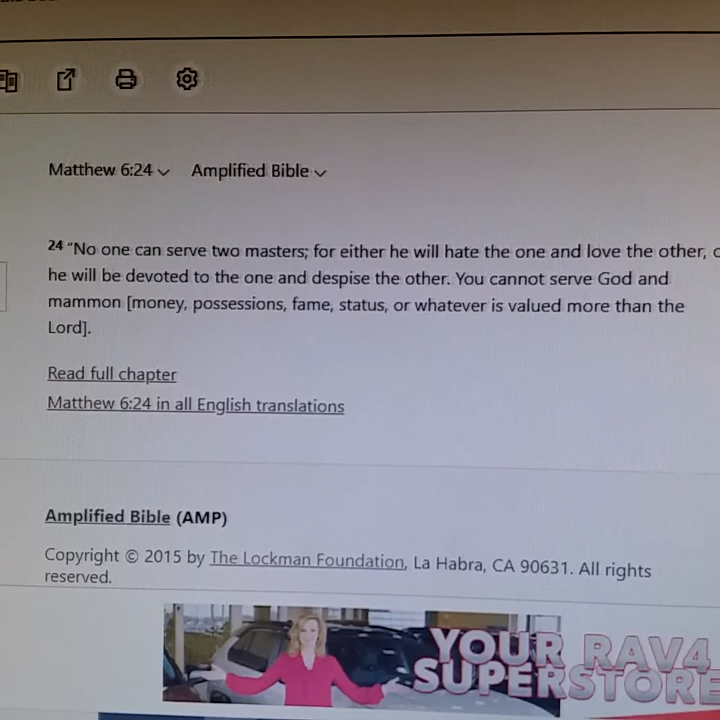 Matthew 6:24 Amplified Bible
24 "No one can serve two masters; for either he will hate the one and love the other,
he will be devoted to the one and despise the other. You cannot serve God and
mammon [money, possessions, fame, status, or whatever is valued more than the
Lord].
Read full chapter
Matthew 6:24 in all English translations
Amplified Bible (AMP)
Copyright © 2015 by The Lockman Foundation, La Habra, CA 90631. All rights
reserved.
YOUR RAV4
SUPERSTORE